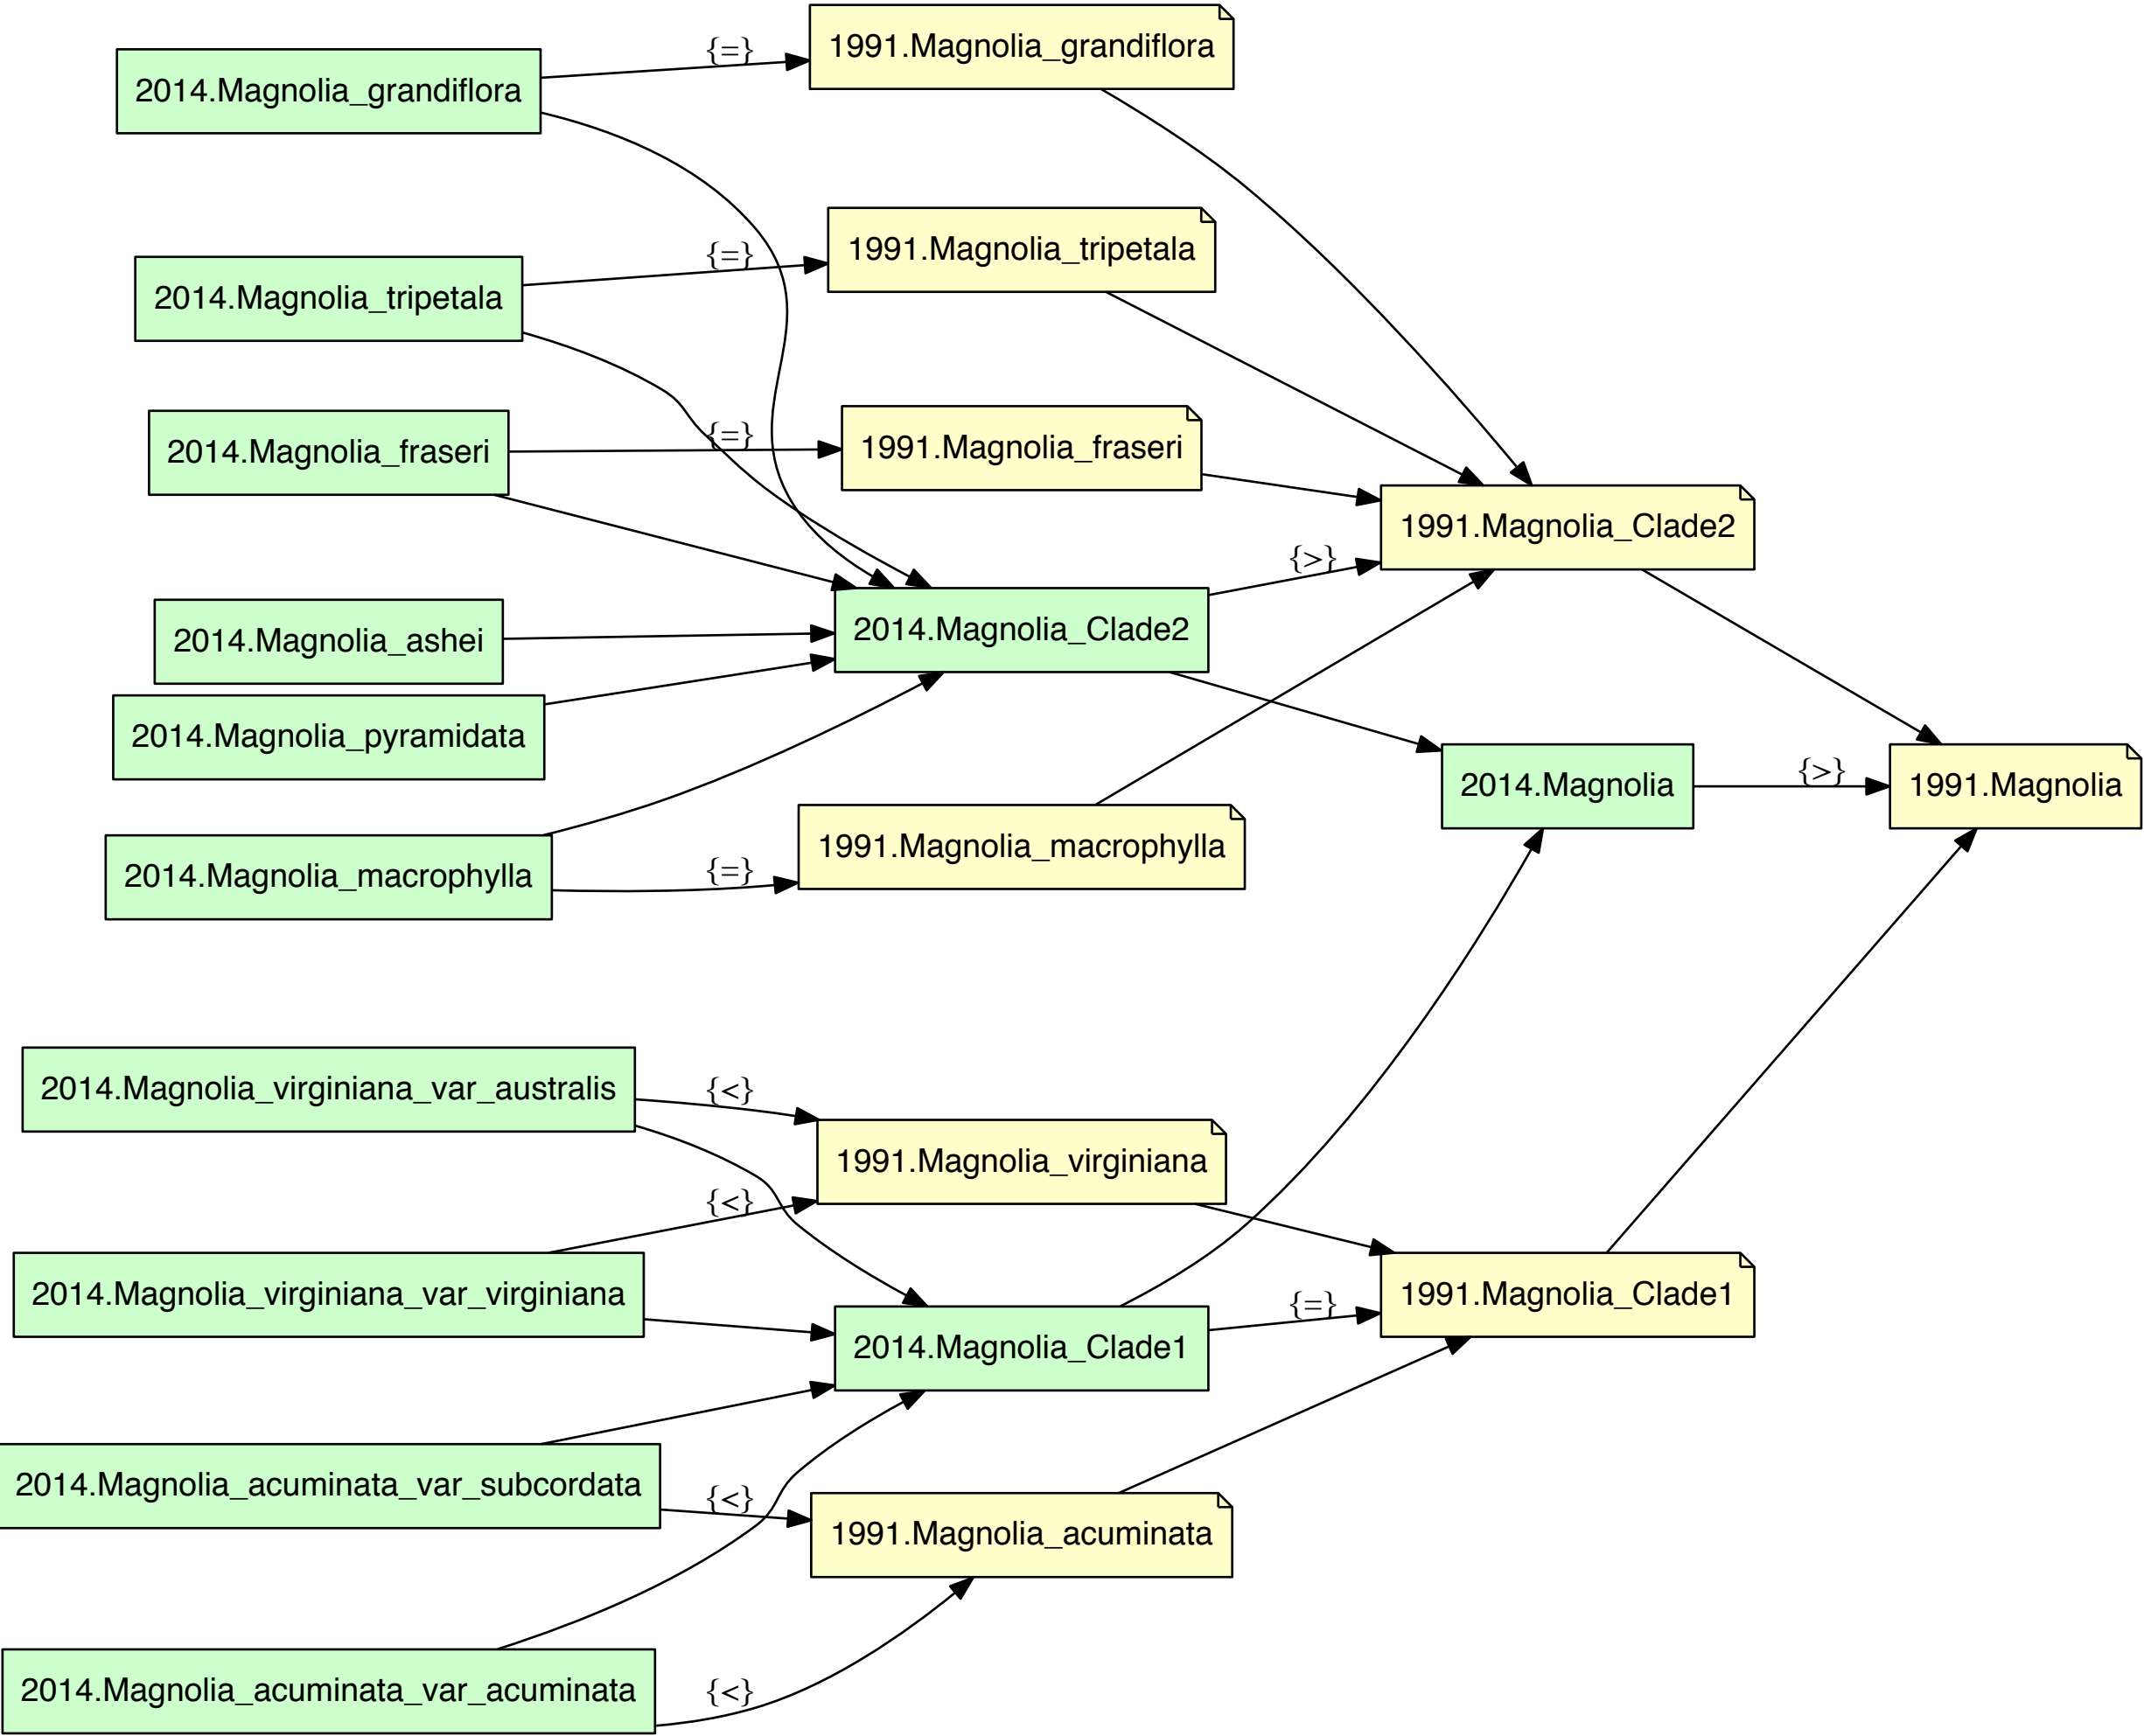 {=}
1991.Magnolia_grandiflora
2014.Magnolia_grandiflora
{=}
1991.Magnolia_tripetala
2014.Magnolia_tripetala
{=}
1991.Magnolia_fraseri
2014.Magnolia_fraseri
1991.Magnolia_Clade2
{>}
2014.Magnolia_ashei
2014.Magnolia_Clade2
2014.Magnolia_pyramidata
2014.Magnolia
{>}
1991.Magnolia
1991.Magnolia_macrophylla
2014.Magnolia_macrophylla
{=}
2014.Magnolia_virginiana_var_australis
{<}
1991.Magnolia_virginiana
{<}
2014.Magnolia_virginiana_var_virginiana
{=}
1991.Magnolia_Clade1
2014.Magnolia_Clade1
2014.Magnolia_acuminata_var_subcordata
{<}
1991.Magnolia_acuminata
2014.Magnolia_acuminata_var_acuminata
{<}